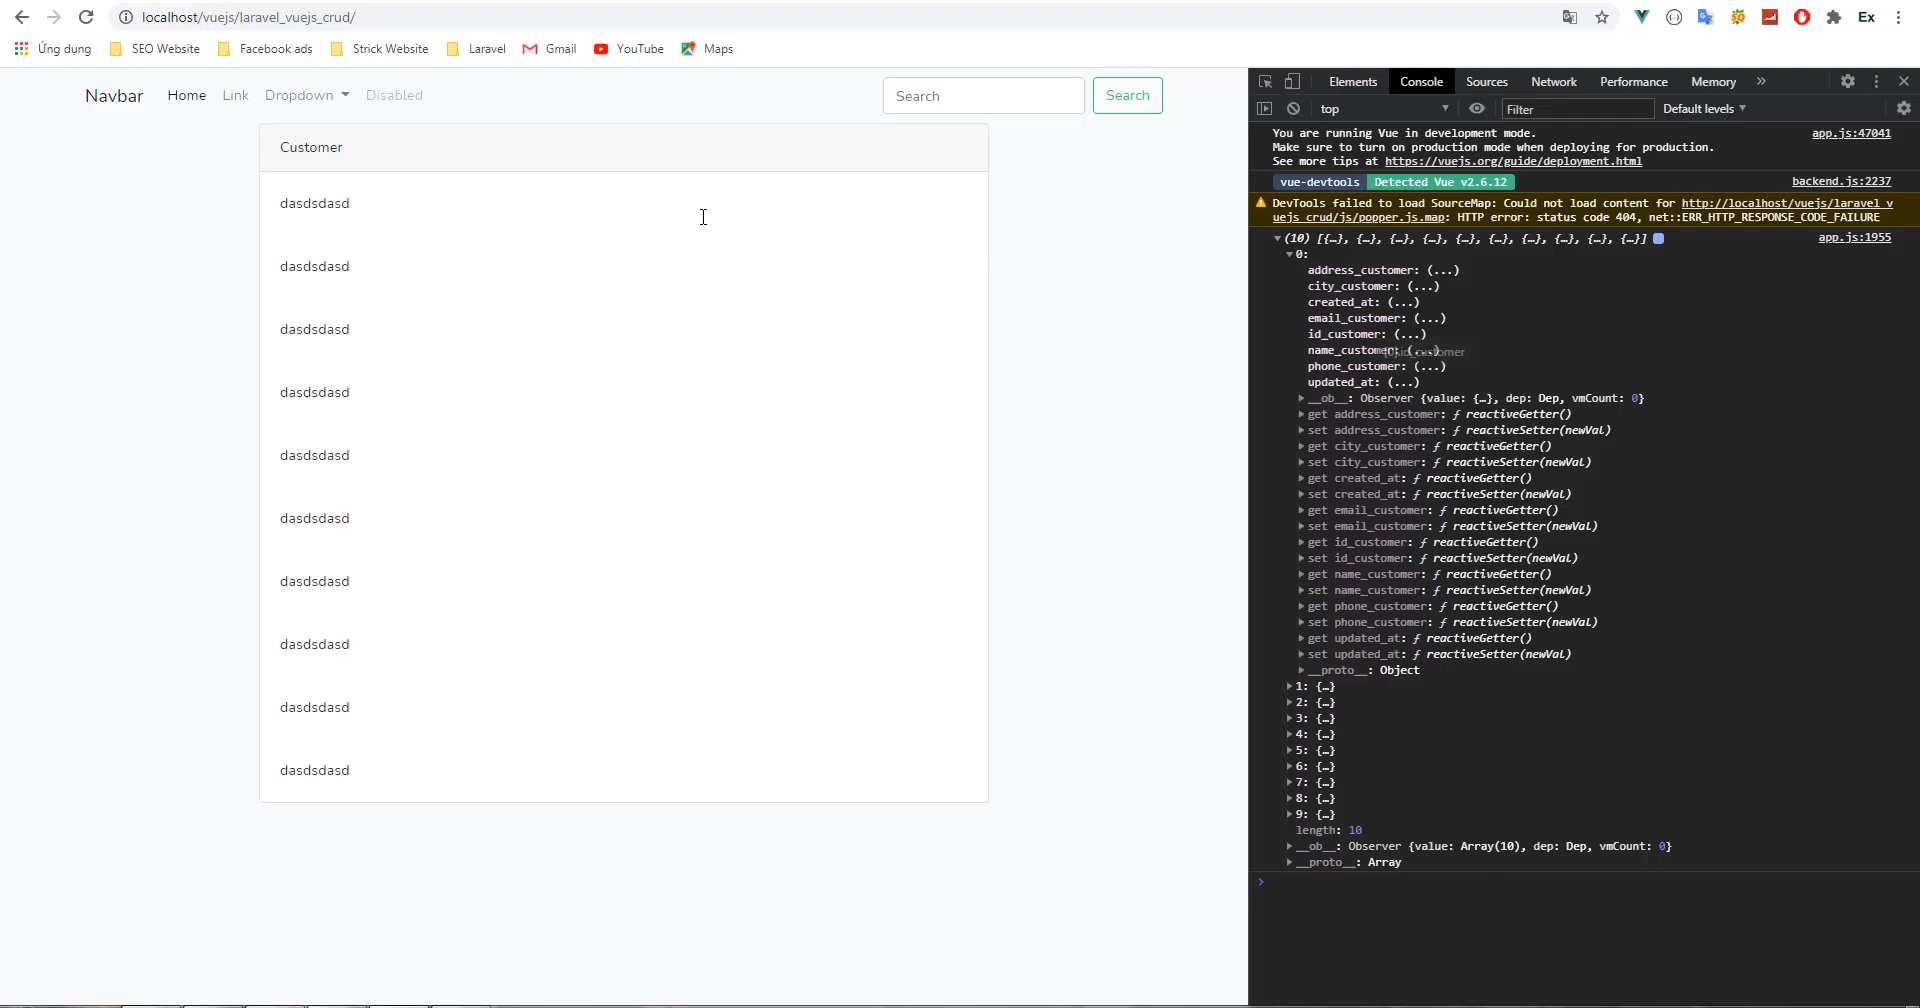 localhost/vuejs/laravel_vuejs_crud/
Ex
Ứng dụng SEO Website Facebook ads Strick Website Laravel Gmail YouTube Maps
Navbar Home Link Dropdown Disabled Search Search
Customer
dasdsdasd
dasdsdasd
dasdsdasd
dasdsdasd
dasdsdasd
dasdsdasd
dasdsdasd
dasdsdasd
dasdsdasd
dasdsdasd
Elements Console Sources Network Performance Memory »
top Filter Default levels
You are running Vue in development mode. app.js:47041
Make sure to turn on production mode when deploying for production.
See more tips at https://vuejs.org/guide/deployment.html
vue-devtools Detected Vue v2.6.12 backend.js:2237
DevTools failed to load SourceMap: Could not load content for http://localhost/vuejs/laravel_v
uejs_crud/js/popper.js.map: HTTP error: status code 404, net::ERR_HTTP_RESPONSE_CODE_FAILURE
(10) [{…}, {…}, {…}, {…}, {…}, {…}, {…}, {…}, {…}, {…}] app.js:1955
0:
address_customer: (...)
city_customer: (...)
created_at: (...)
email_customer: (...)
id_customer: (...)
name_customer: (...)
phone_customer: (...)
updated_at: (...)
__ob__: Observer {value: {…}, dep: Dep, vmCount: 0}
get address_customer: ƒ reactiveGetter()
set address_customer: ƒ reactiveSetter(newVal)
get city_customer: ƒ reactiveGetter()
set city_customer: ƒ reactiveSetter(newVal)
get created_at: ƒ reactiveGetter()
set created_at: ƒ reactiveSetter(newVal)
get email_customer: ƒ reactiveGetter()
set email_customer: ƒ reactiveSetter(newVal)
get id_customer: ƒ reactiveGetter()
set id_customer: ƒ reactiveSetter(newVal)
get name_customer: ƒ reactiveGetter()
set name_customer: ƒ reactiveSetter(newVal)
get phone_customer: ƒ reactiveGetter()
set phone_customer: ƒ reactiveSetter(newVal)
get updated_at: ƒ reactiveGetter()
set updated_at: ƒ reactiveSetter(newVal)
__proto__: Object
1: {…}
2: {…}
3: {…}
4: {…}
5: {…}
6: {…}
7: {…}
8: {…}
9: {…}
length: 10
__ob__: Observer {value: Array(10), dep: Dep, vmCount: 0}
__proto__: Array